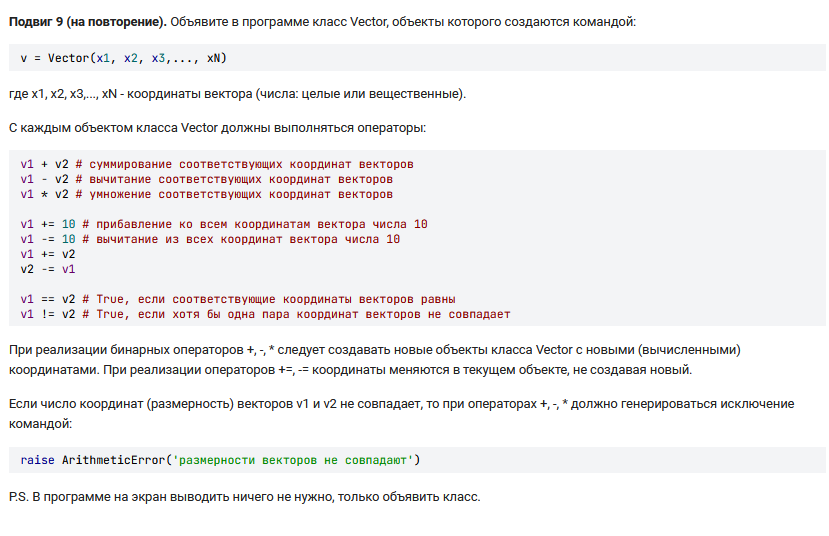 Подвиг 9 (на повторение). Объявите в программе класс Vector, объекты которого создаются командой:
v = Vector(x1, x2, x3,..., xN)
где x1, x2, x3,..., xN - координаты вектора (числа: целые или вещественные).
С каждым объектом класса Vector должны выполняться операторы:
v1 + v2 # суммирование соответствующих координат векторов
v1 - v2 # вычитание соответствующих координат векторов
v1 * v2 # умножение соответствующих координат векторов
v1 += 10 # прибавление ко всем координатам вектора числа 10
v1 -= 10 # вычитание из всех координат вектора числа 10
v1 += v2
v2 -= v1
v1 == v2 # True, если соответствующие координаты векторов равны
v1 != v2 # True, если хотя бы одна пара координат векторов не совпадает
При реализации бинарных операторов +, -, * следует создавать новые объекты класса Vector с новыми (вычисленными)
координатами. При реализации операторов +=, -= координаты меняются в текущем объекте, не создавая новый.
Если число координат (размерность) векторов v1 и v2 не совпадает, то при операторах +, -, * должно генерироваться исключение
командой:
raise ArithmeticError('размерности векторов не совпадают')
P.S. В программе на экран выводить ничего не нужно, только объявить класс.